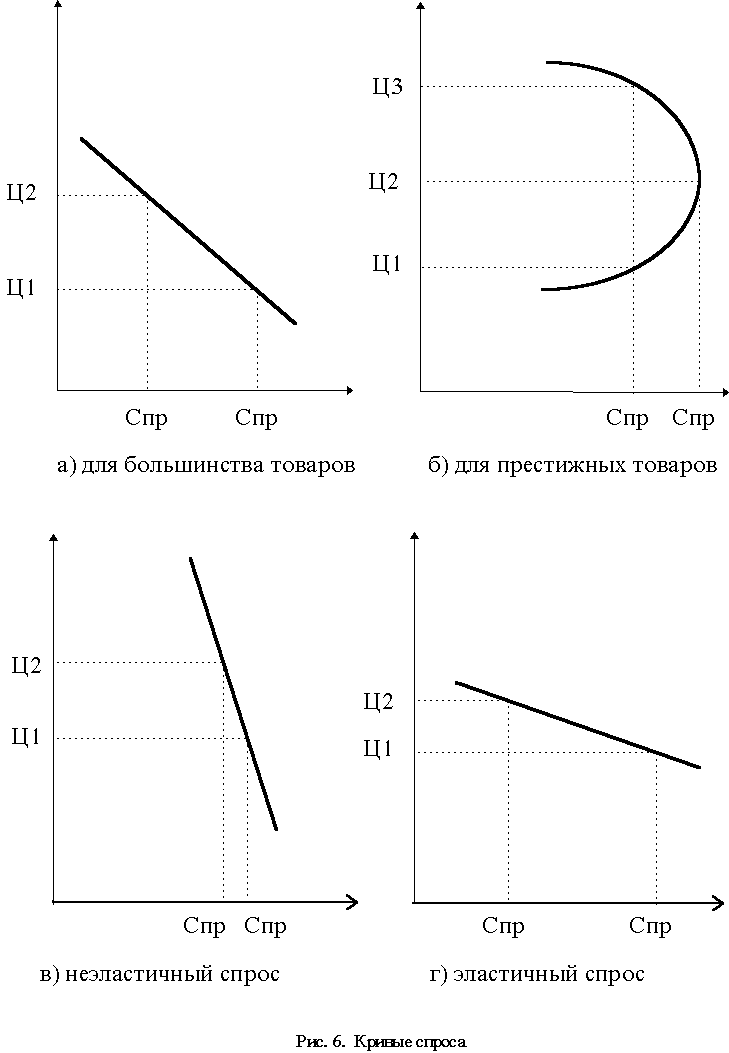 Ц2
Ц1
Спр Спр
а) для большинства товаров
Ц3
Ц2
Ц1
Спр Спр
б) для престижных товаров
Ц2
Ц1
Спр Спр
в) неэластичный спрос
Ц2
Ц1
Спр Спр
г) эластичный спрос
Рис. 6. Кривые спроса